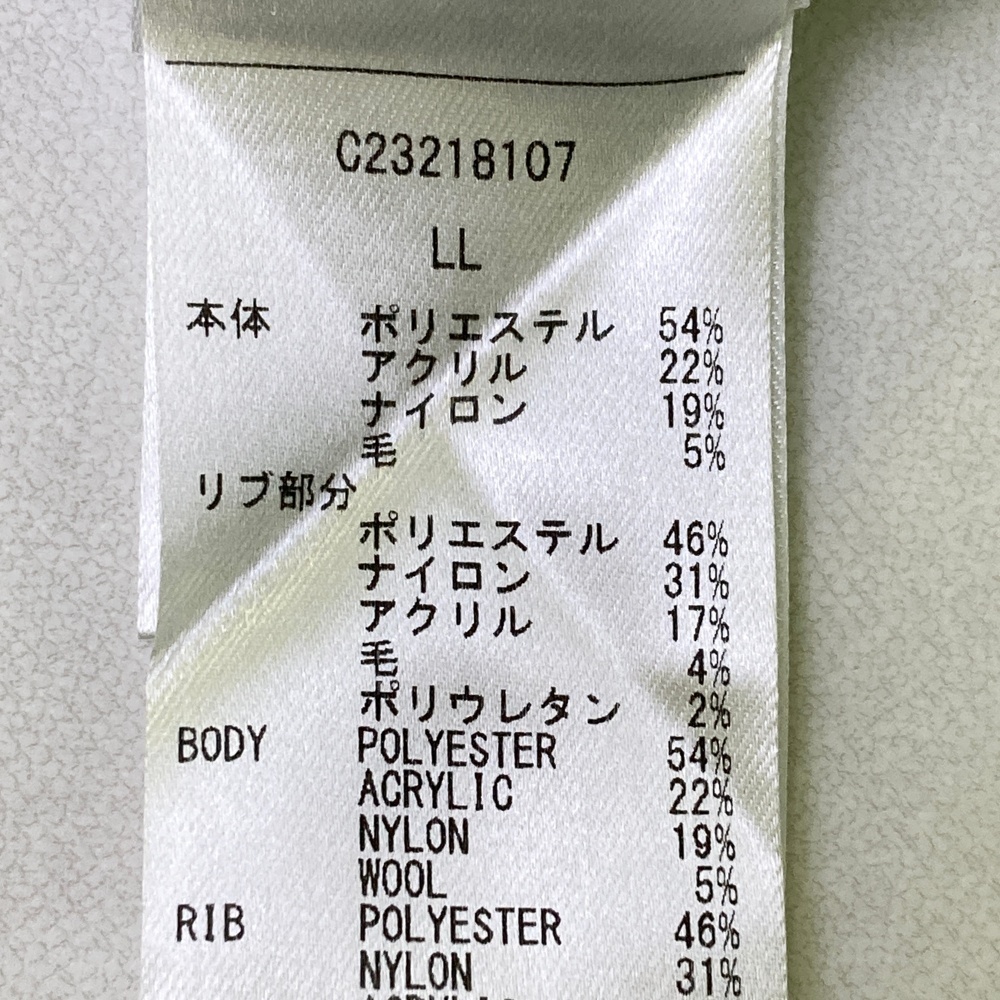 C23218107
LL
本体 ポリエステル 54%
アクリル 22%
ナイロン 19%
毛 5%
リブ部分
ポリエステル 46%
ナイロン 31%
アクリル 17%
毛 4%
ポリウレタン 2%
BODY POLYESTER 54%
ACRYLIC 22%
NYLON 19%
WOOL 5%
RIB POLYESTER 46%
NYLON 31%